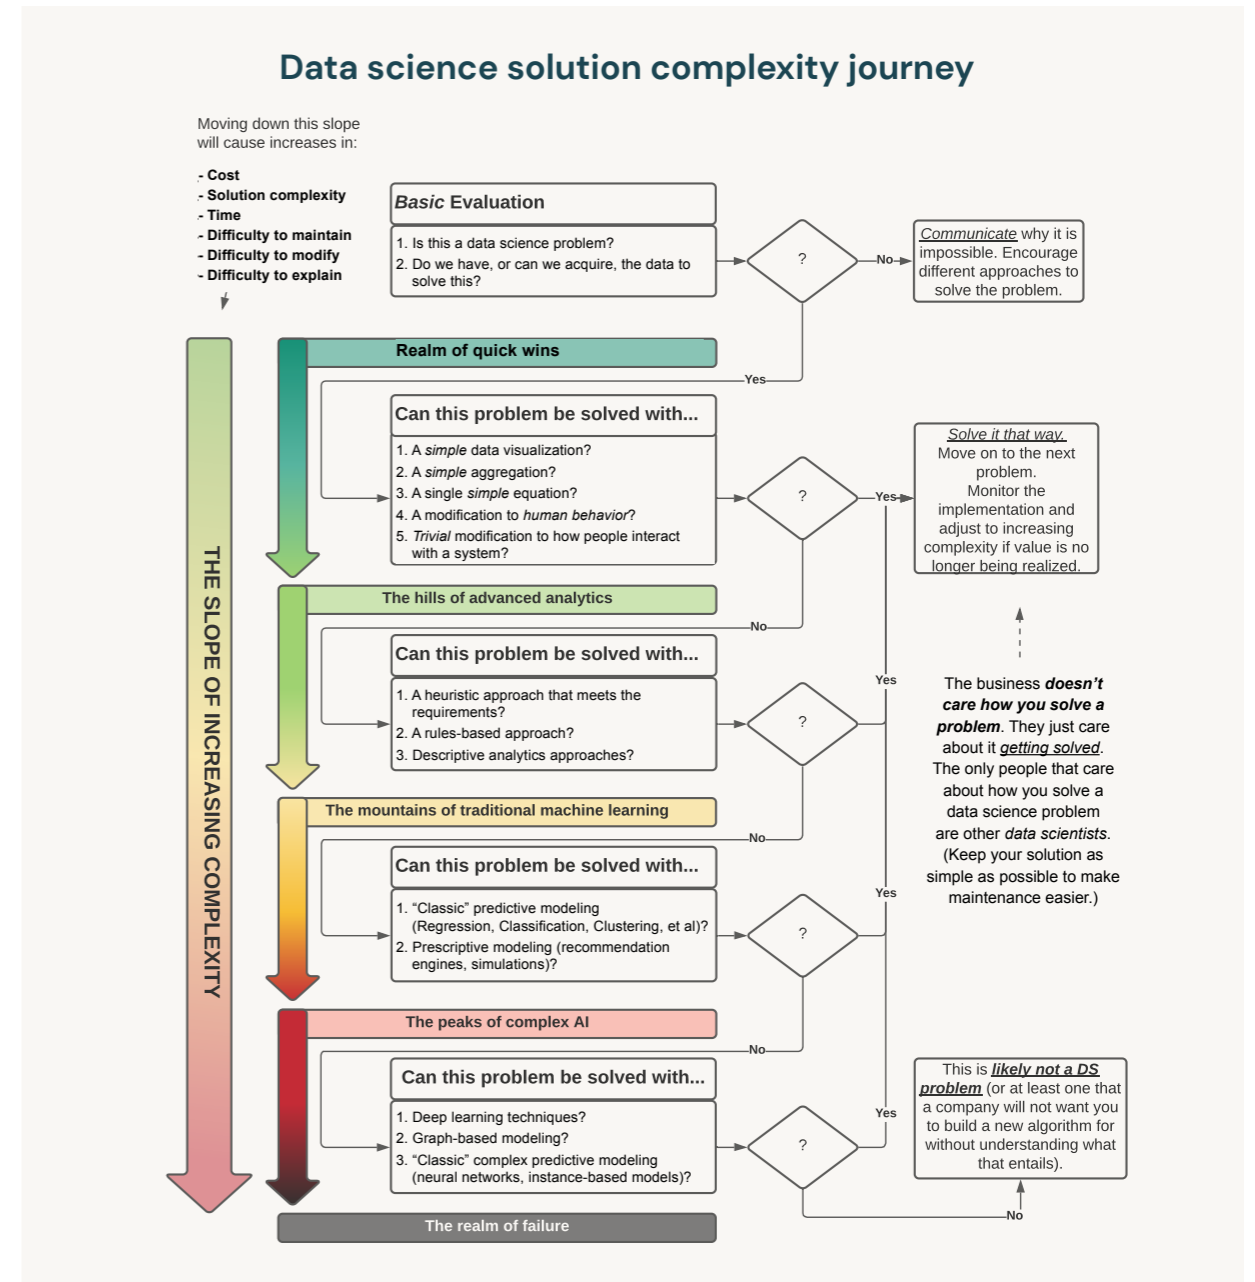 Data science solution complexity journey
Moving down this slope
will cause increases in:
- Cost
- Solution complexity
- Time
- Difficulty to maintain
- Difficulty to modify
- Difficulty to explain
Basic Evaluation
1. Is this a data science problem?
2. Do we have, or can we acquire, the data to
solve this?
?
No
Communicate why it is
impossible. Encourage
different approaches to
solve the problem.
Yes
THE SLOPE OF INCREASING COMPLEXITY
Realm of quick wins
Can this problem be solved with...
1. A simple data visualization?
2. A simple aggregation?
3. A single simple equation?
4. A modification to human behavior?
5. Trivial modification to how people interact
with a system?
?
Yes
Solve it that way.
Move on to the next
problem.
Monitor the
implementation and
adjust to increasing
complexity if value is no
longer being realized.
No
The hills of advanced analytics
Can this problem be solved with...
1. A heuristic approach that meets the
requirements?
2. A rules-based approach?
3. Descriptive analytics approaches?
?
Yes
The business doesn’t
care how you solve a
problem. They just care
about it getting solved.
The only people that care
about how you solve a
data science problem
are other data scientists.
(Keep your solution as
simple as possible to make
maintenance easier.)
No
The mountains of traditional machine learning
Can this problem be solved with...
1. “Classic” predictive modeling
(Regression, Classification, Clustering, et al)?
2. Prescriptive modeling (recommendation
engines, simulations)?
?
Yes
No
The peaks of complex AI
Can this problem be solved with...
1. Deep learning techniques?
2. Graph-based modeling?
3. “Classic” complex predictive modeling
(neural networks, instance-based models)?
?
Yes
This is likely not a DS
problem (or at least one that
a company will not want you
to build a new algorithm for
without understanding what
that entails).
No
The realm of failure